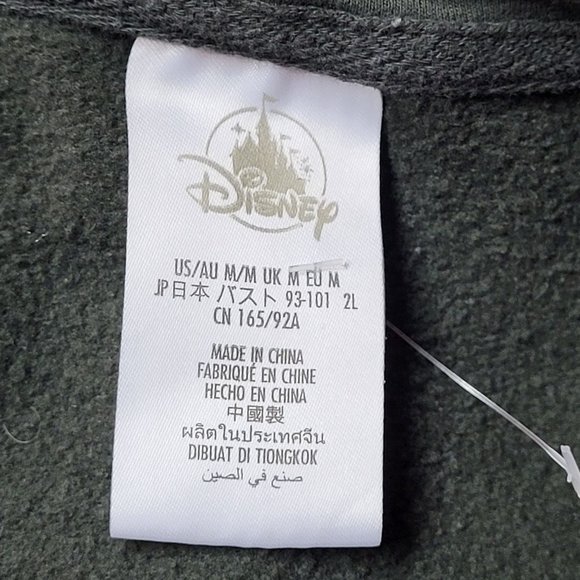 Disney
US/AU M/M UK M EU M
JP日本 バスト 93-101 2L
CN 165/92A
MADE IN CHINA
FABRIQUÉ EN CHINE
HECHO EN CHINA
中國製
ผลิตในประเทศจีน
DIBUAT DI TIONGKOK
صنع في الصين